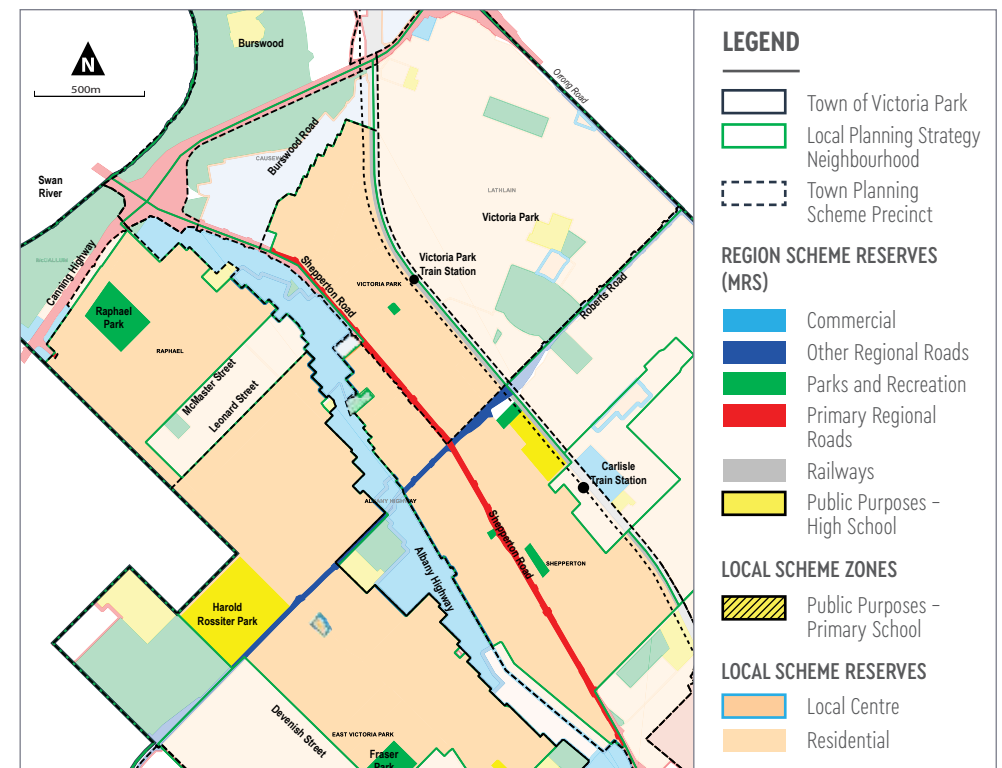 Burswood
N
500m
Orrong Road
Burswood Road
Swan
River
LATHLAIN
Victoria Park
McCALLUM
Canning Highway
Victoria Park
Train Station
Shepperton Road
VICTORIA PARK
Roberts Road
Raphael
Park
RAPHAEL
McMaster Street
Leonard Street
Carlisle
Train Station
ALBANY HIGHWAY
Shepperton Road
SHEPPERTON
Albany Highway
Harold
Rossiter Park
Devenish Street
EAST VICTORIA PARK
Fraser
Park
LEGEND
Town of Victoria Park
Local Planning Strategy
Neighbourhood
Town Planning
Scheme Precinct
REGION SCHEME RESERVES
(MRS)
Commercial
Other Regional Roads
Parks and Recreation
Primary Regional
Roads
Railways
Public Purposes –
High School
LOCAL SCHEME ZONES
Public Purposes –
Primary School
LOCAL SCHEME RESERVES
Local Centre
Residential